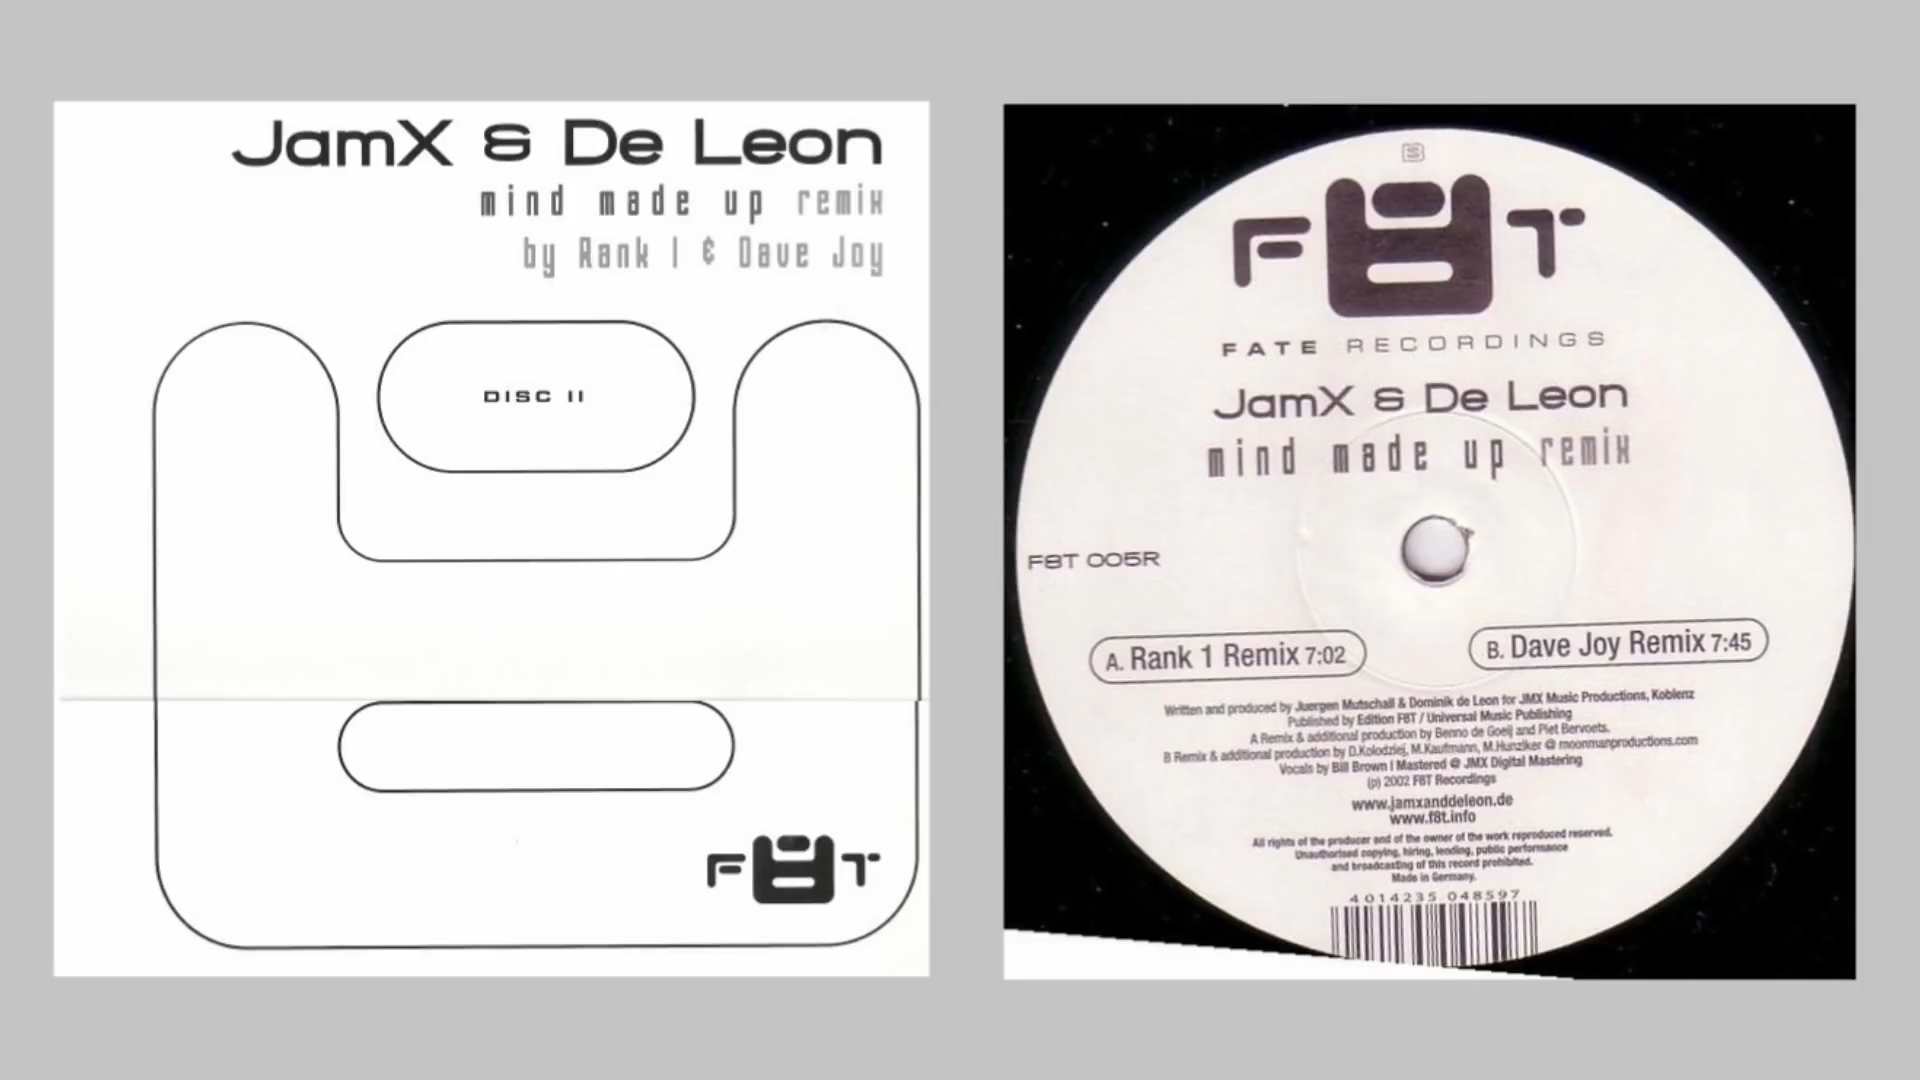 JamX & De Leon
mind made up remix
by Rank 1 & Dave Joy
DISC II
F8T
B
F8T
FATE RECORDINGS
JamX & De Leon
mind made up remix
F8T 005R
A. Rank 1 Remix 7:02
B. Dave Joy Remix 7:45
Written and produced by Juergen Mutschall & Dominik de Leon for JMX Music Productions, Koblenz
Published by Edition F8T / Universal Music Publishing
A Remix & additional production by Benno de Goeij and Piet Bervoets.
B Remix & additional production by D.Kolodziej, M.Kaufmann, M.Hunziker @ moonmanproductions.com
Vocals by Bill Brown | Mastered @ JMX Digital Mastering
(p) 2002 F8T Recordings
www.jamxanddeleon.de
www.f8t.info
All rights of the producer and of the owner of the work reproduced reserved.
Unauthorised copying, hiring, lending, public performance
and broadcasting of this record prohibited.
Made in Germany.
4 014235 048597